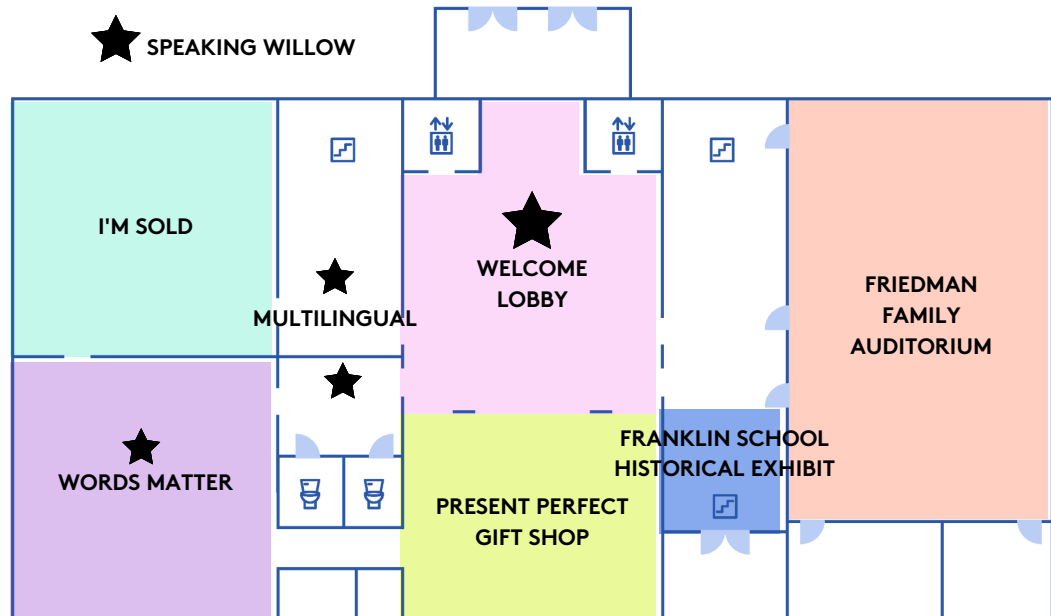 SPEAKING WILLOW
I'M SOLD
WELCOME
LOBBY
MULTILINGUAL
FRIEDMAN
FAMILY
AUDITORIUM
WORDS MATTER
PRESENT PERFECT
GIFT SHOP
FRANKLIN SCHOOL
HISTORICAL EXHIBIT